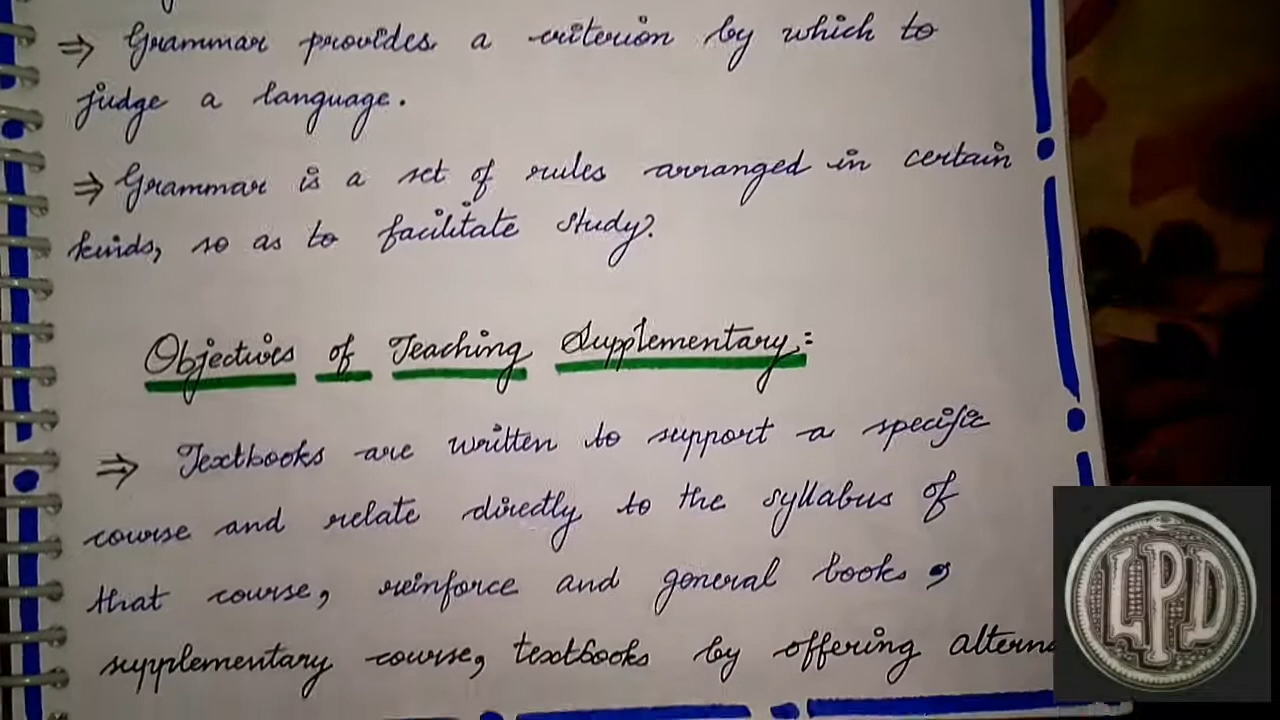 ⇒ Grammar provides a criterion by which to
judge a language.
⇒ Grammar is a set of rules arranged in certain
kinds, so as to facilitate study?
Objectives of Teaching Supplementary:
⇒ Textbooks are written to support a specific
course and relate directly to the syllabus of
that course, reinforce and general books,
supplementary course, textbooks by offering alterna
LPD